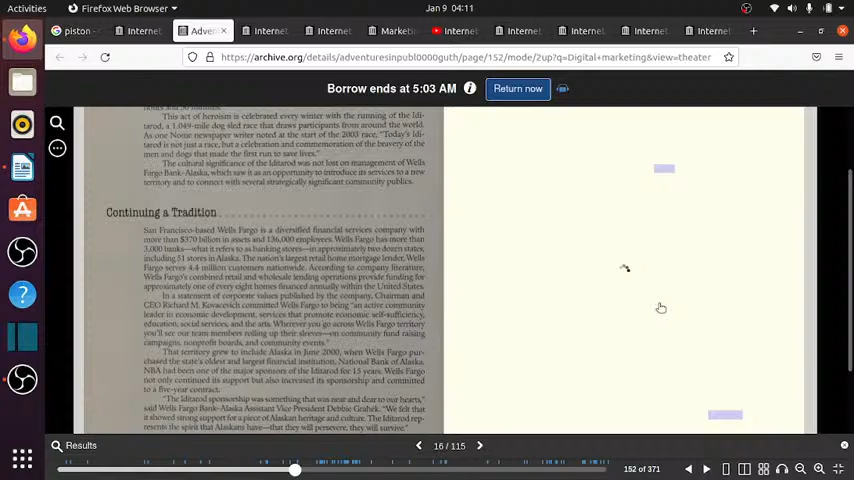 Activities
Firefox Web Browser
Jan 9 04:11
piston -
Internet
Adven
Internet
Internet
Marketi
Internet
Internet
Internet
Internet
https://archive.org/details/adventuresinpubl0000guth/page/152/mode/2up?q=Digital+marketing&view=theater
Borrow ends at 5:03 AM
Return now
This act of heroism is celebrated every winter with the running of the Idi-
tarod, a 1,049-mile dog sled race that draws participants from around the world.
As one Nome newspaper writer noted at the start of the 2003 race, "Today's Idi-
tarod is not just a race, but a celebration and commemoration of the beavery of the
men and dogs that made the first run to save lives."
The cultural significance of the Iditarod was not lost on management of Wells
Fargo Bank-Alaska, which saw it as an opportunity to introduce its services to a new
territory and to connect with several strategically significant community publics.
Continuing a Tradition
San Francisco-based Wells Fargo is a diversified financial services company with
more than $370 billion in assets and 136,000 employees. Wells Fargo has more than
3,000 banks—what it refers to as banking stores—in approximately two dozen states,
including 51 stores in Alaska. The nation's largest retail home mortgage lender, Wells
Fargo serves 4.4 million customers nationwide. According to company literature,
Wells Fargo's combined retail and wholesale lending operations provide funding for
approximately one of every eight homes financed annually within the United States.
In a statement of corporate values published by the company, Chairman and
CEO Richard M. Kovacevich committed Wells Fargo to being "an active community
leader in economic development, services that promote economic self-sufficiency,
education, social services, and the arts. Wherever you go across Wells Fargo territory
you'll see our team members rolling up their sleeves—on community fund raising
campaigns, nonprofit boards, and community events."
That territory grew to include Alaska in June 2000, when Wells Fargo pur-
chased the state's oldest and largest financial institution, National Bank of Alaska.
NBA had been one of the major sponsors of the Iditarod for 15 years. Wells Fargo
not only continued its support but also increased its sponsorship and committed
to a five-year contract.
"The Iditarod sponsorship was something that was near and dear to our hearts,"
said Wells Fargo Bank-Alaska Assistant Vice President Debbie Grahek. "We felt that
it showed strong support for a piece of Alaskan heritage and culture. The Iditarod rep-
resents the spirit that Alaskans have—that they will persevere, they will survive."
Results
16 / 115
152 of 371